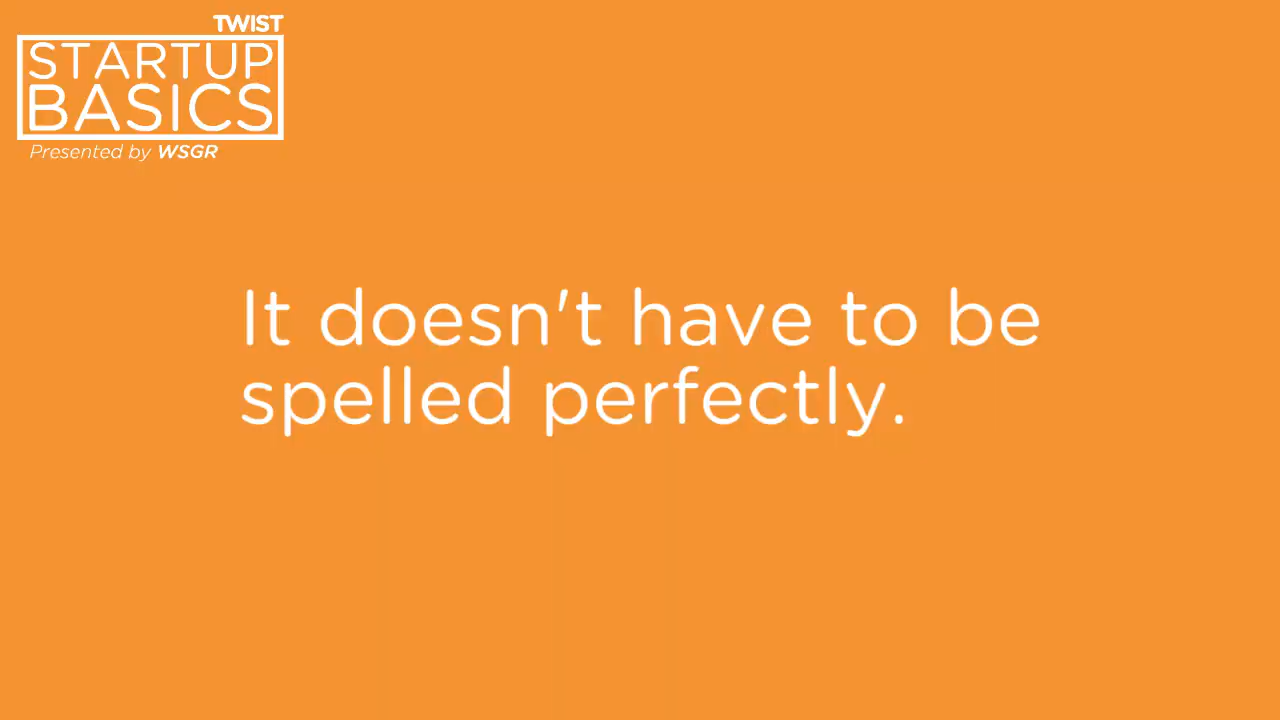 TWIST
STARTUP
BASICS
Presented by WSGR
It doesn't have to be
spelled perfectly.